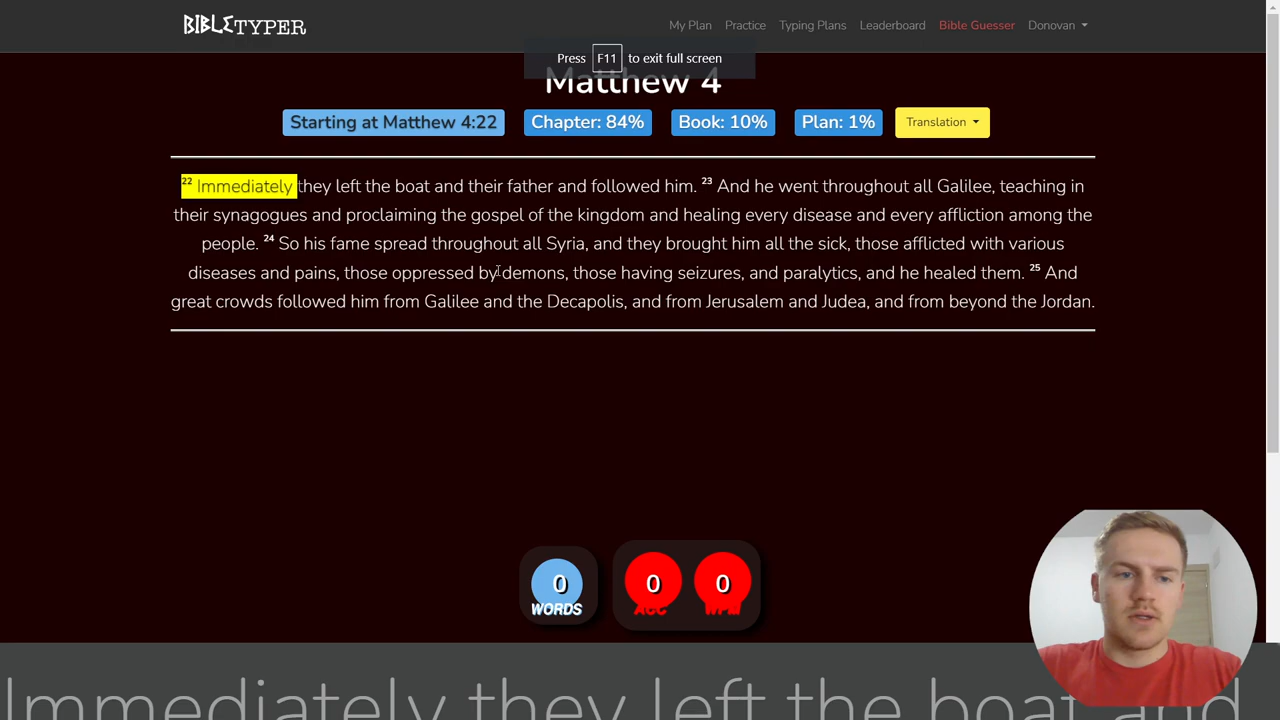 BIBLETYPER My Plan Practice Typing Plans Leaderboard Bible Guesser Donovan
Press F11 to exit full screen
Matthew 4
Starting at Matthew 4:22 Chapter: 84% Book: 10% Plan: 1% Translation
22 Immediately they left the boat and their father and followed him. 23 And he went throughout all Galilee, teaching in
their synagogues and proclaiming the gospel of the kingdom and healing every disease and every affliction among the
people. 24 So his fame spread throughout all Syria, and they brought him all the sick, those afflicted with various
diseases and pains, those oppressed by demons, those having seizures, and paralytics, and he healed them. 25 And
great crowds followed him from Galilee and the Decapolis, and from Jerusalem and Judea, and from beyond the Jordan.
0 0 0
WORDS ACC WPM
Immediately they left the boat and